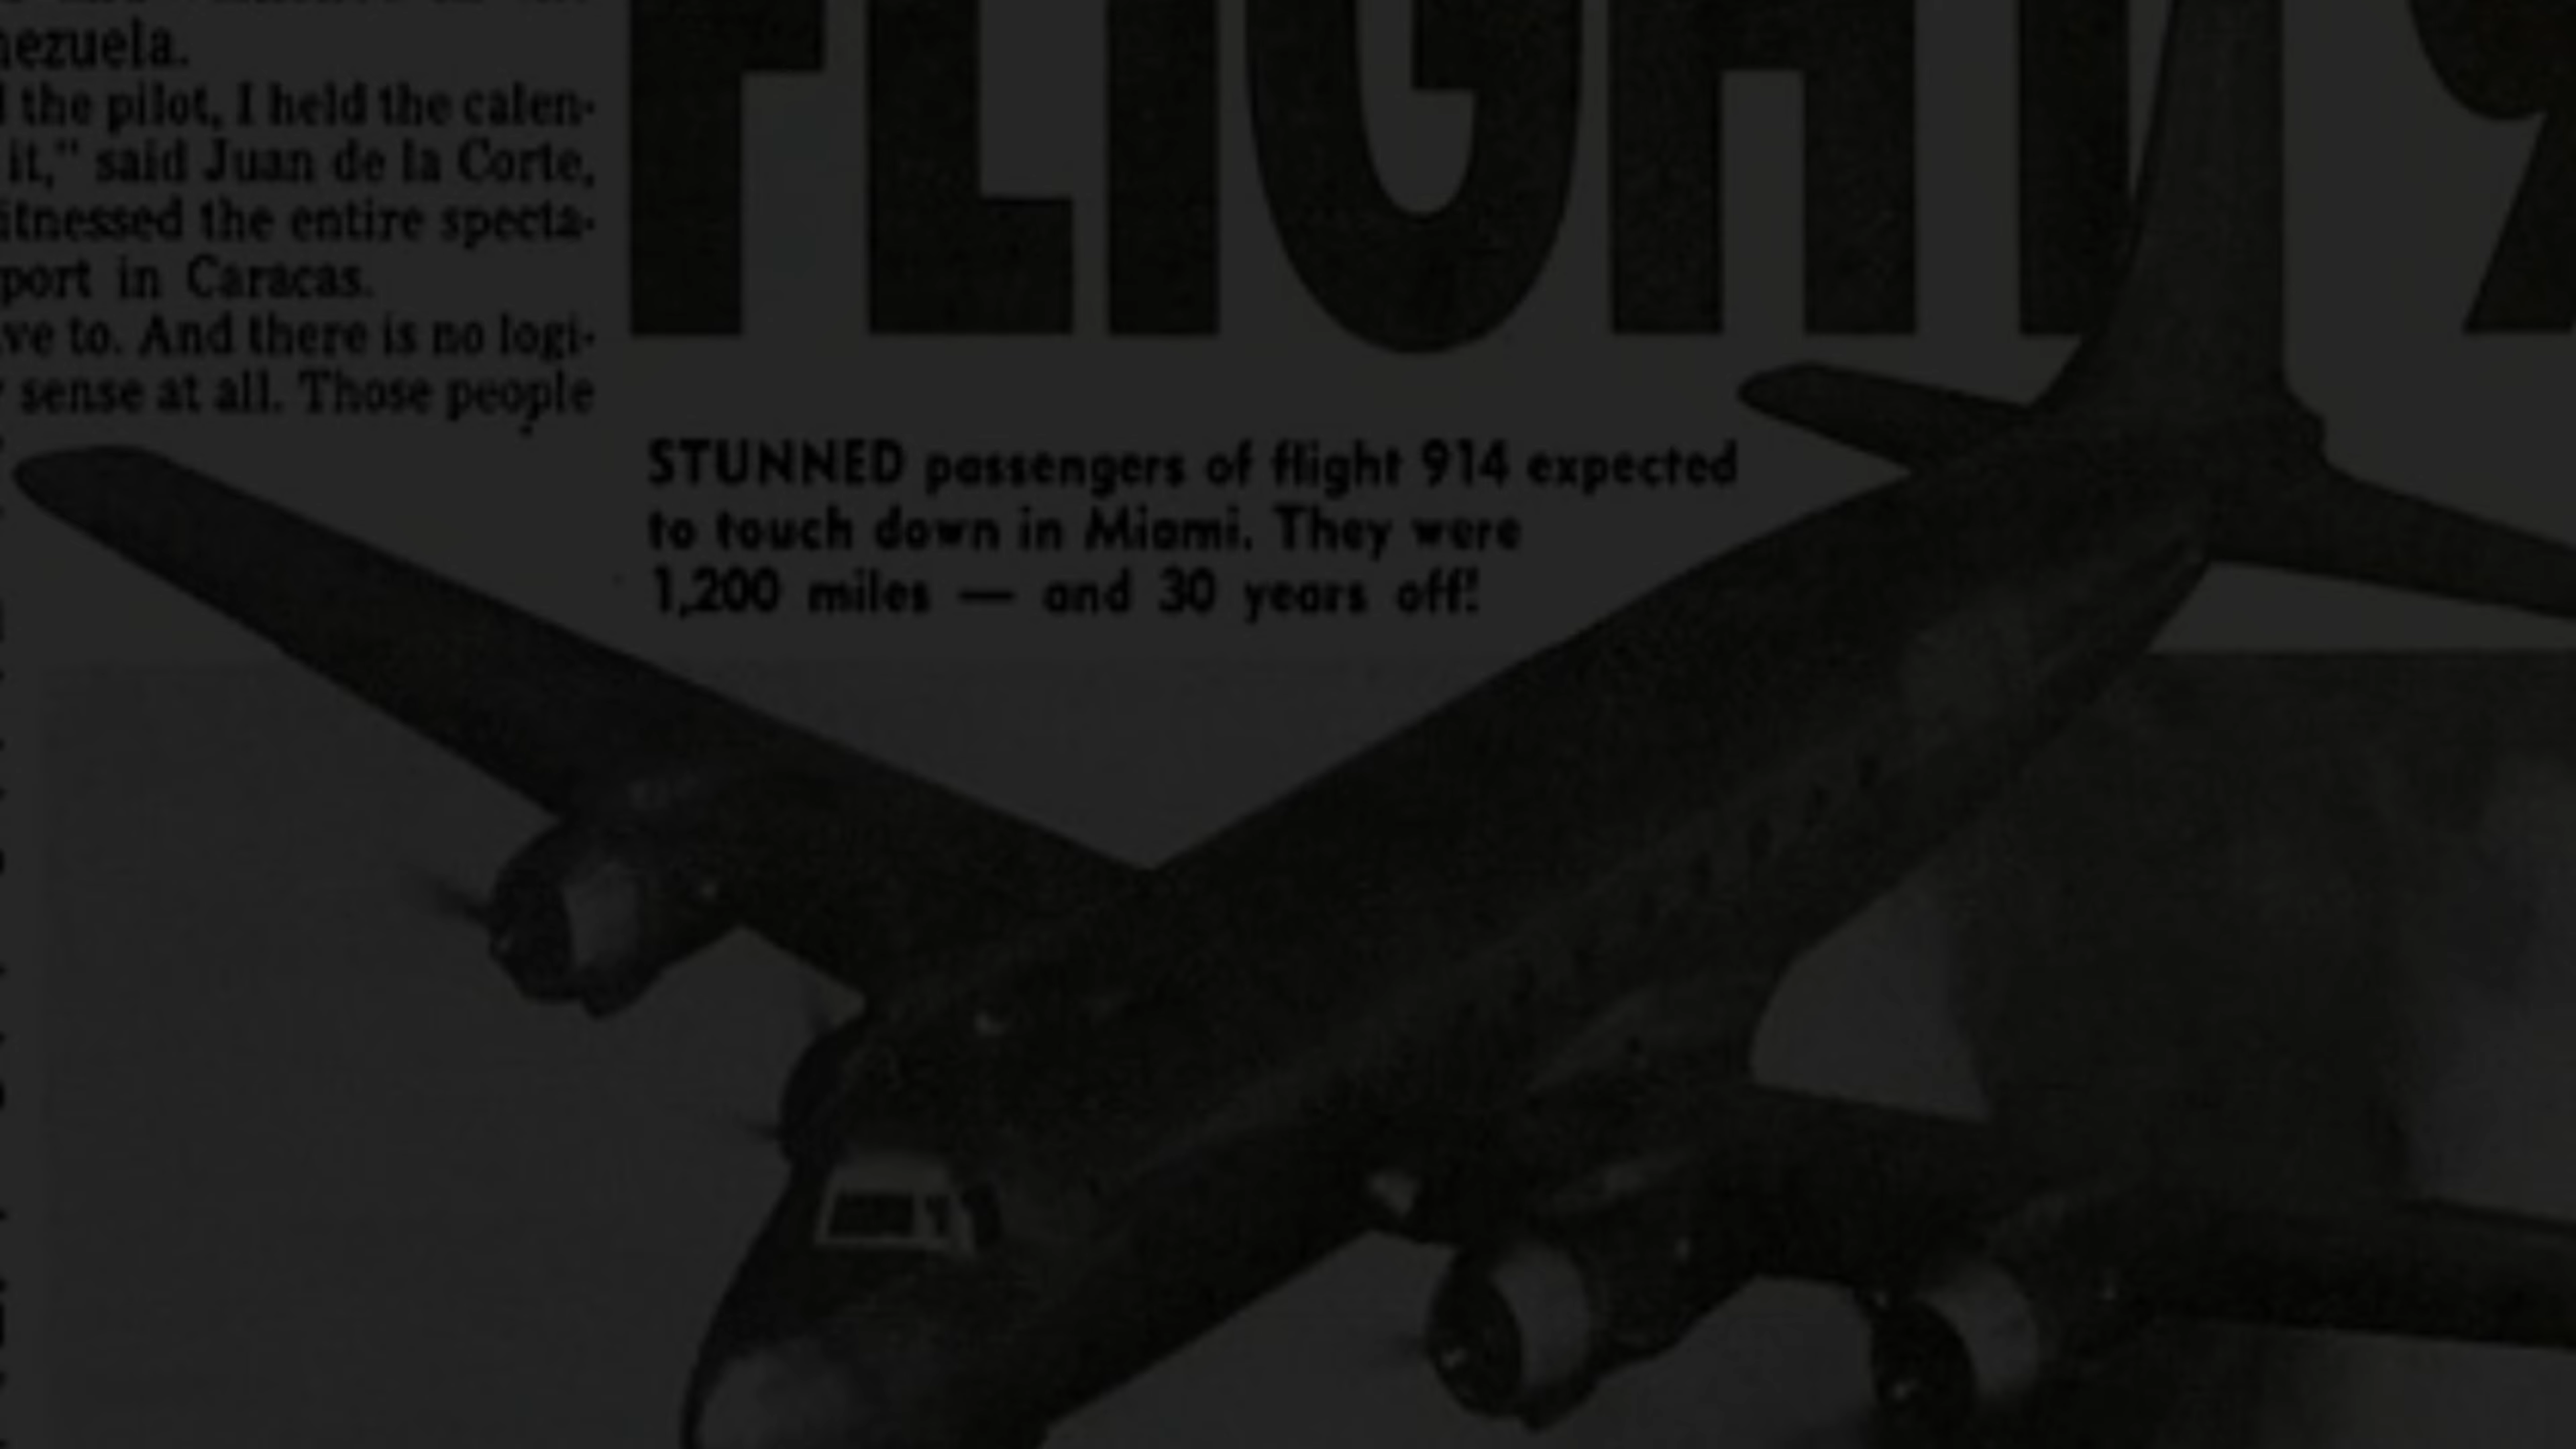 nezuela.
the pilot, I held the calen-
it," said Juan de la Corte,
itnessed the entire specta-
port in Caracas.
ve to. And there is no logi-
sense at all. Those people
FLIGHT 9
STUNNED passengers of flight 914 expected
to touch down in Miami. They were
1,200 miles — and 30 years off!